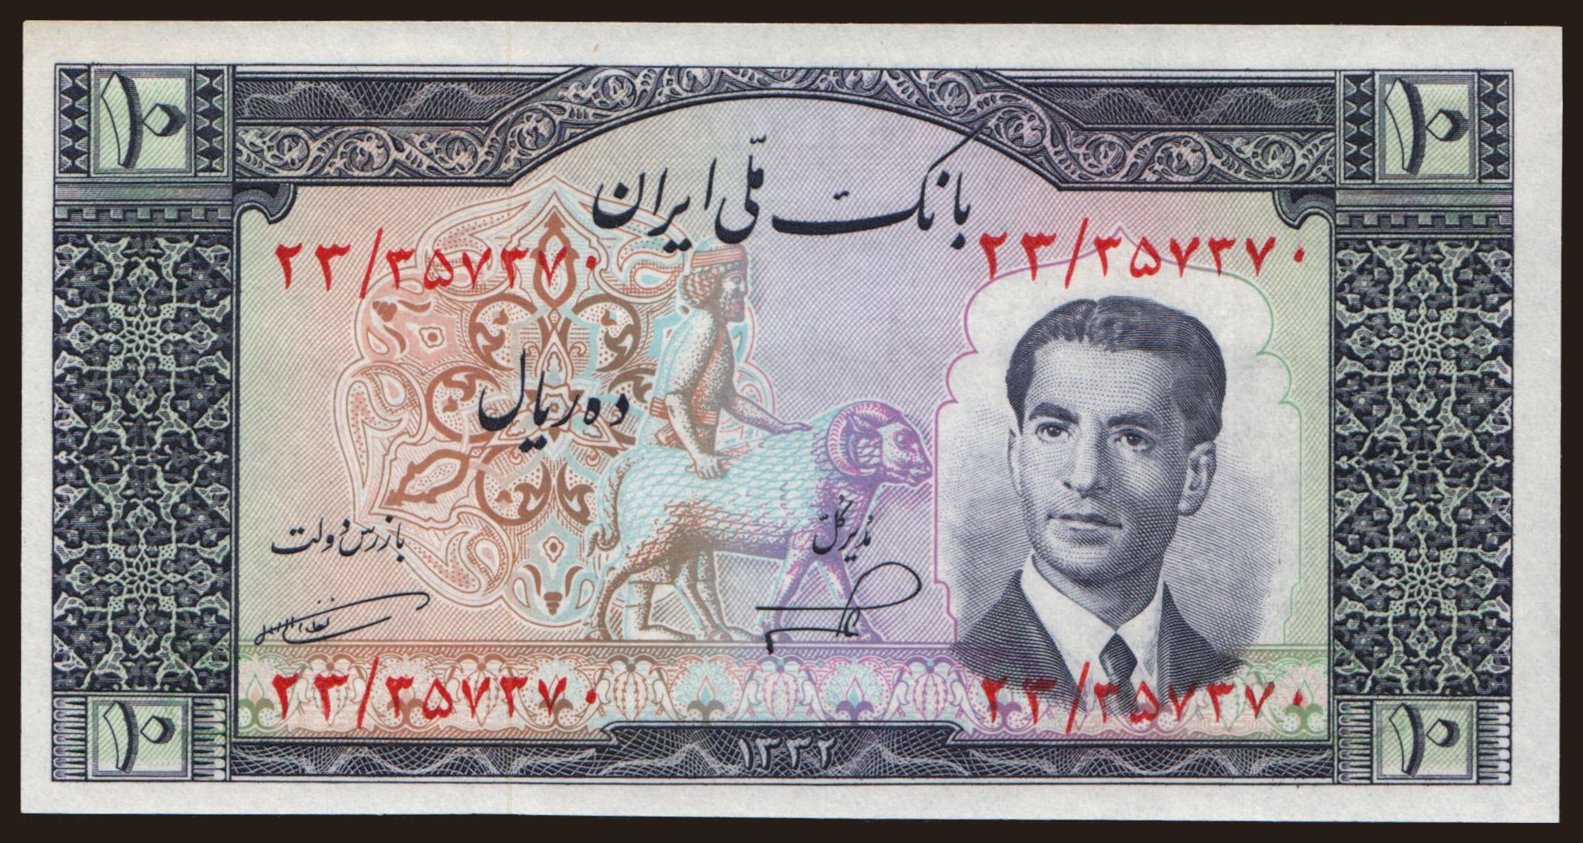 ۱۰ ۱۰
بانک ملّی ایران
۲۳/۳۵۷۳۷۰ ۲۳/۳۵۷۳۷۰
ده ریال
مدیر کلّ بازرس دولت
۲۳/۳۵۷۳۷۰ ۲۳/۳۵۷۳۷۰
۱۰ ۱۳۳۲ ۱۰